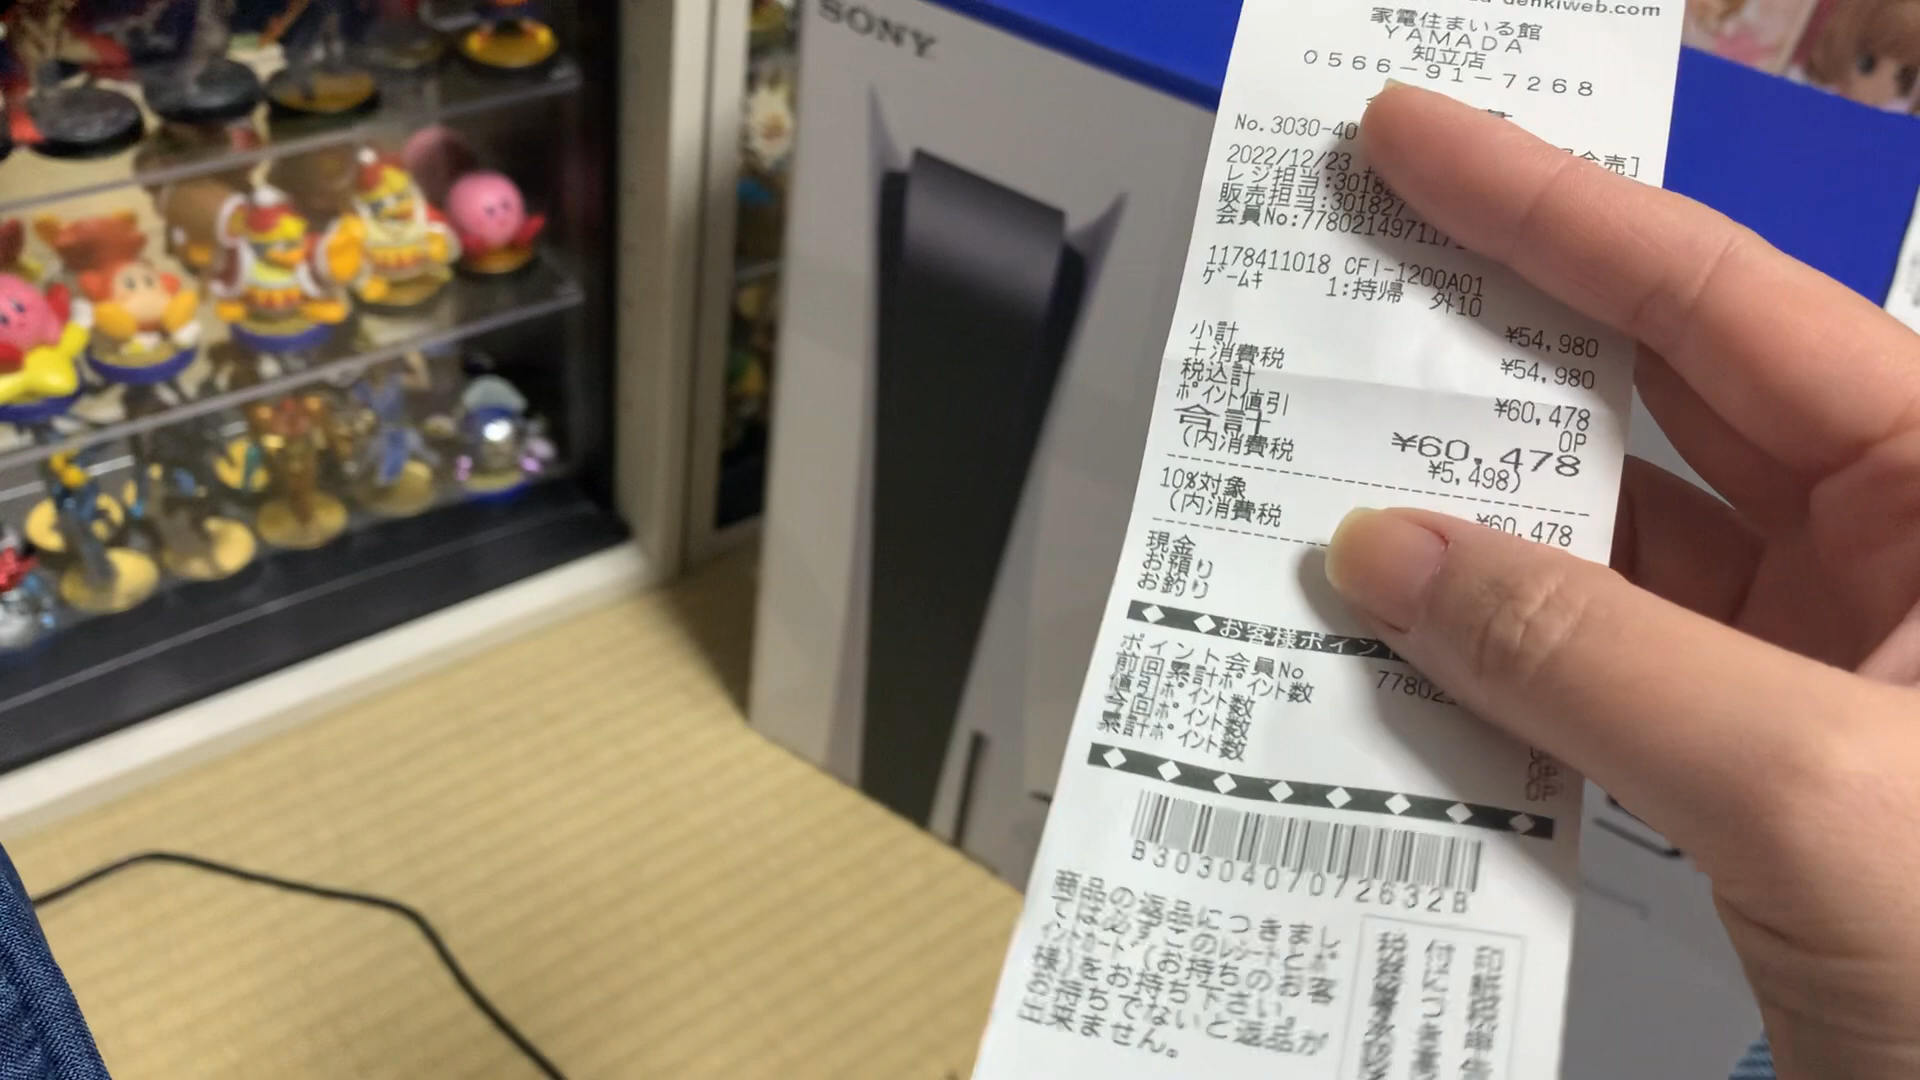 SONY
denkiweb.com
家電住まいる館
YAMADA
知立店
0566-91-7268
No.3030-40
2022/12/23
レジ担当:30182
販売担当:301827
会員No:778021497117
1178411018 CFI-1200A01
ゲームキ 1:持帰 外10
¥54,980
小計 ¥54,980
+消費税
税込計 ¥60,478
ポイント値引 0P
合計 ¥60,478
(内消費税 ¥5,498)
10%対象 ¥60,478
(内消費税
現金
お預り
お釣り
お客様ポイント
ポイント会員No 77802
前回累計ポイント数
値引ポイント数
今回ポイント数
累計ポイント数
B3030407072632B
商品の返品につきまし
ては必ずこのレシートとポ
イントカード(お持ちのお客
様)をお持ち下さい。
お持ちでないと返品が
出来ません。